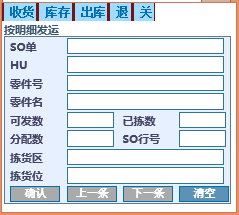 收货 库存 出库 退 关
按明细发运
SO单
HU
零件号
零件名
可发数 已拣数
分配数 SO行号
拣货区
拣货位
确认 上一条 下一条 清空